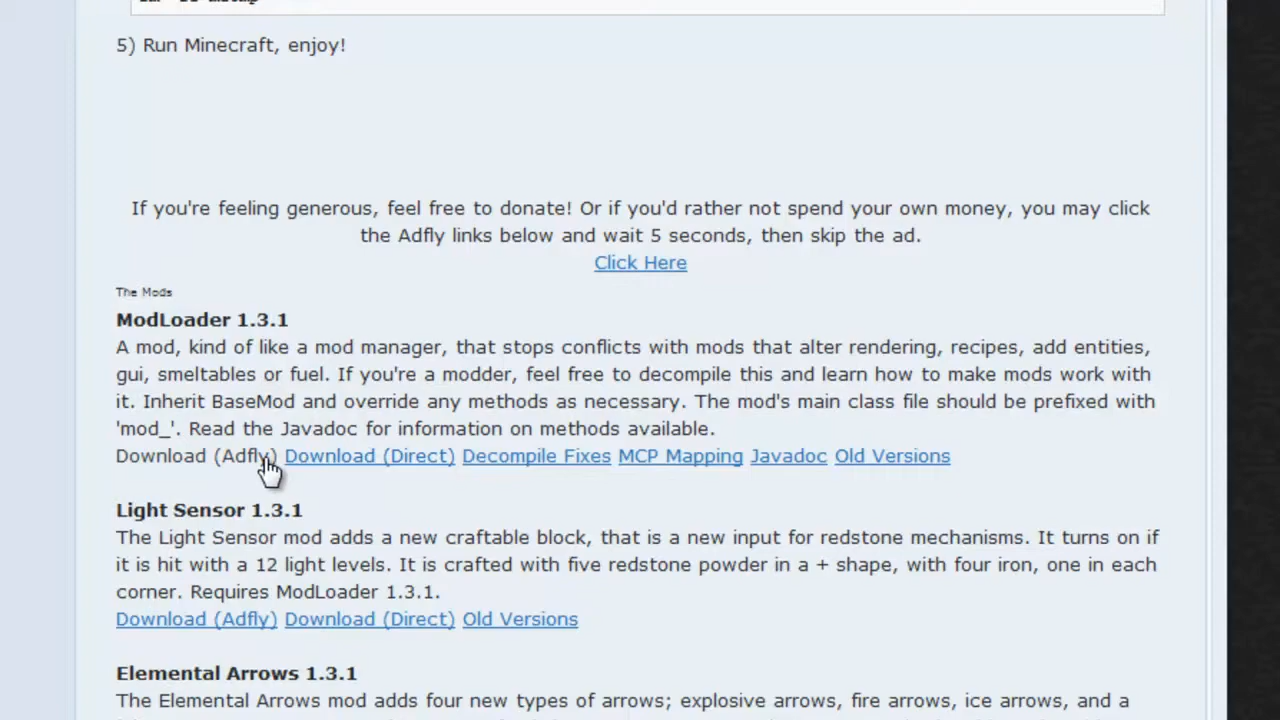 5) Run Minecraft, enjoy!
If you're feeling generous, feel free to donate! Or if you'd rather not spend your own money, you may click
the Adfly links below and wait 5 seconds, then skip the ad.
Click Here
The Mods
ModLoader 1.3.1
A mod, kind of like a mod manager, that stops conflicts with mods that alter rendering, recipes, add entities,
gui, smeltables or fuel. If you're a modder, feel free to decompile this and learn how to make mods work with
it. Inherit BaseMod and override any methods as necessary. The mod's main class file should be prefixed with
'mod_'. Read the Javadoc for information on methods available.
Download (Adfly) Download (Direct) Decompile Fixes MCP Mapping Javadoc Old Versions
Light Sensor 1.3.1
The Light Sensor mod adds a new craftable block, that is a new input for redstone mechanisms. It turns on if
it is hit with a 12 light levels. It is crafted with five redstone powder in a + shape, with four iron, one in each
corner. Requires ModLoader 1.3.1.
Download (Adfly) Download (Direct) Old Versions
Elemental Arrows 1.3.1
The Elemental Arrows mod adds four new types of arrows; explosive arrows, fire arrows, ice arrows, and a